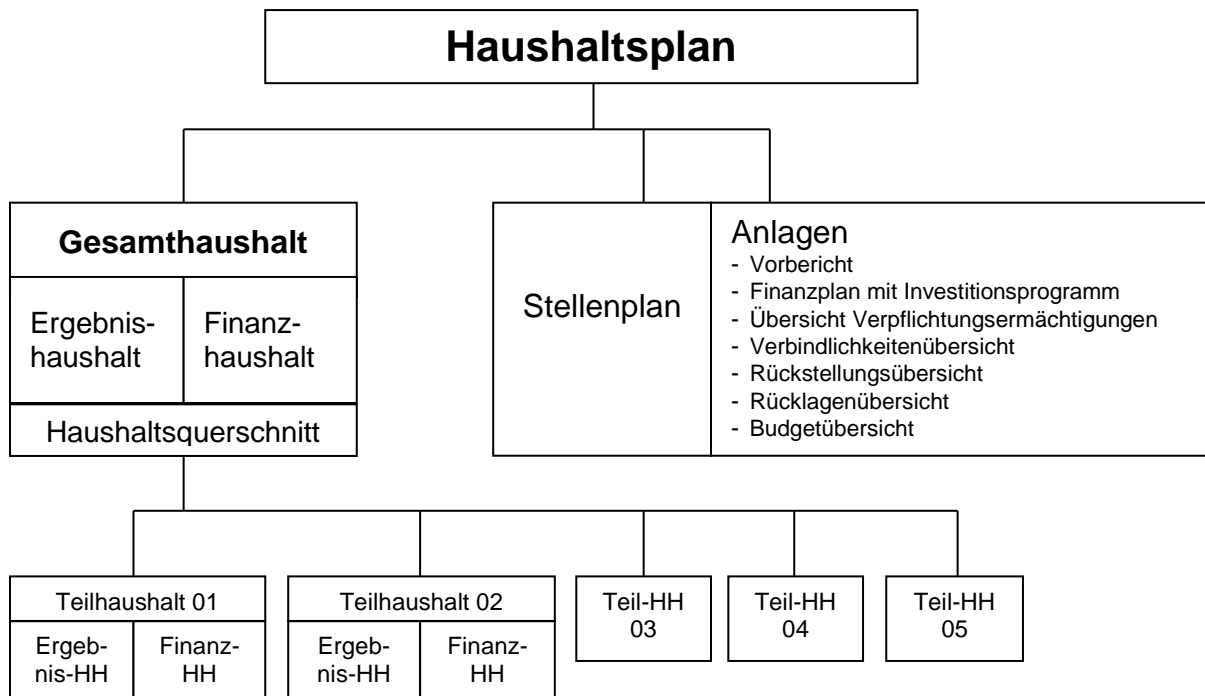 Haushaltsplan
Gesamthaushalt
Ergebnis-
haushalt
Finanz-
haushalt
Haushaltsquerschnitt
Stellenplan
Anlagen
- Vorbericht
- Finanzplan mit Investitionsprogramm
- Übersicht Verpflichtungsermächtigungen
- Verbindlichkeitenübersicht
- Rückstellungsübersicht
- Rücklagenübersicht
- Budgetübersicht
Teilhaushalt 01
Ergeb-
nis-HH
Finanz-
HH
Teilhaushalt 02
Ergeb-
nis-HH
Finanz-
HH
Teil-HH
03
Teil-HH
04
Teil-HH
05